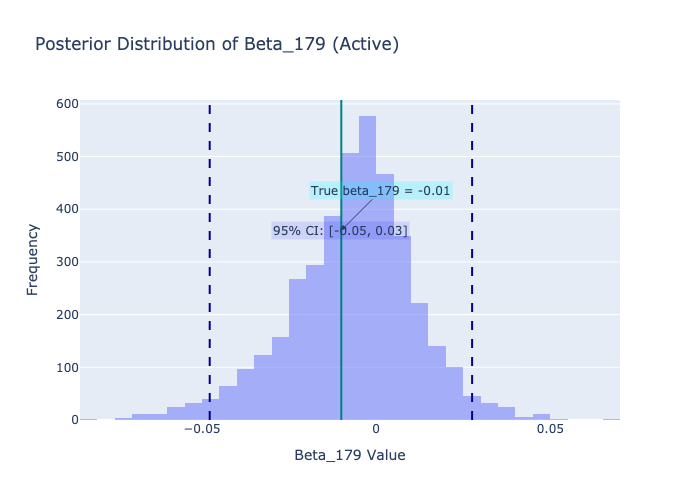 Posterior Distribution of Beta_179 (Active)
600
500
400
300
200
100
0
Frequency
True beta_179 = -0.01
95% CI: [-0.05, 0.03]
−0.05
0
0.05
Beta_179 Value